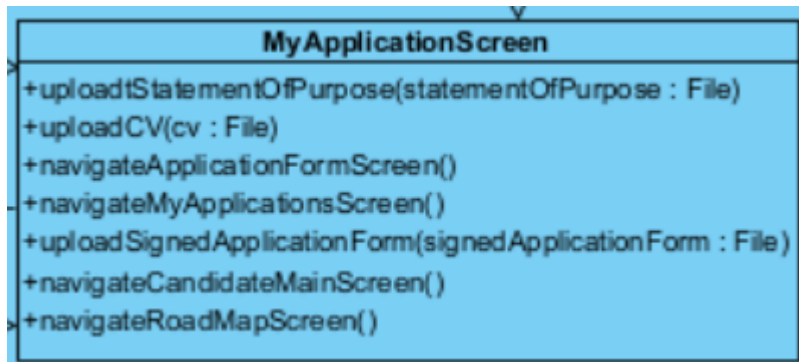 MyApplicationScreen
+uploadtStatementOfPurpose(statementOfPurpose : File)
+uploadCV(cv : File)
+navigateApplicationFormScreen()
+navigateMyApplicationsScreen()
+uploadSignedApplicationForm(signedApplicationForm : File)
+navigateCandidateMainScreen()
+navigateRoadMapScreen()